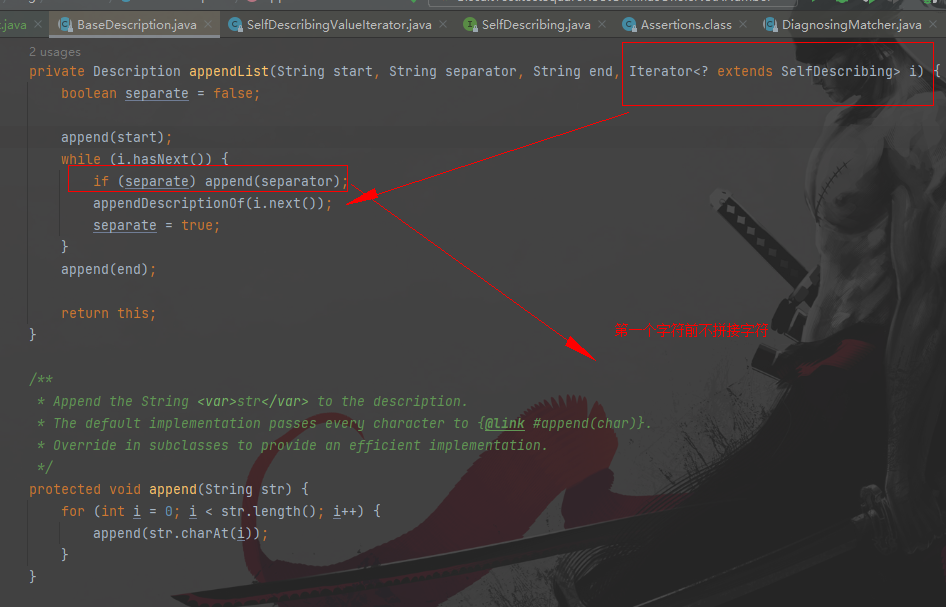 .java
BaseDescription.java
SelfDescribingValueIterator.java
SelfDescribing.java
Assertions.class
DiagnosingMatcher.java
2 usages
private Description appendList(String start, String separator, String end, Iterator<? extends SelfDescribing> i) {
boolean separate = false;
append(start);
while (i.hasNext()) {
if (separate) append(separator);
appendDescriptionOf(i.next());
separate = true;
}
append(end);
return this;
}
第一个字符前不拼接字符
/**
* Append the String <var>str</var> to the description.
* The default implementation passes every character to {@link #append(char)}.
* Override in subclasses to provide an efficient implementation.
*/
protected void append(String str) {
for (int i = 0; i < str.length(); i++) {
append(str.charAt(i));
}
}